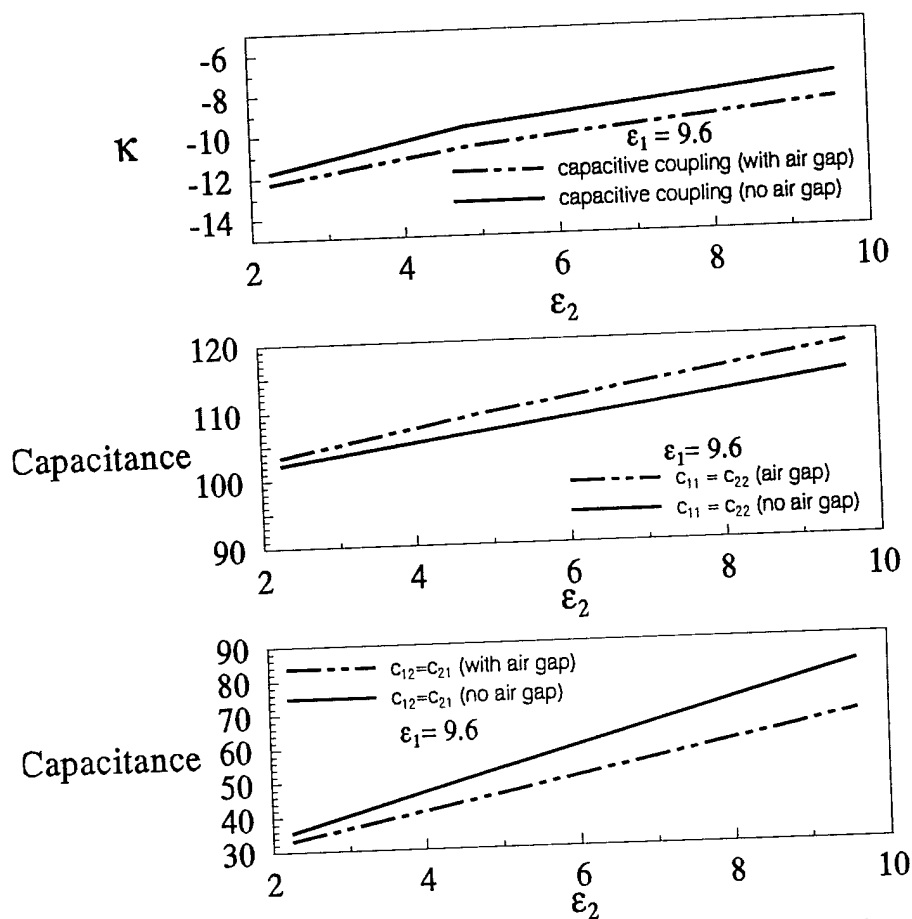 -6
-8
κ
-10
-12
-14
ε₁ = 9.6
capacitive coupling (with air gap)
capacitive coupling (no air gap)
2 4 6 8 10
ε₂
120
110
Capacitance
100
90
ε₁= 9.6
c₁₁ = c₂₂ (air gap)
c₁₁ = c₂₂ (no air gap)
2 4 6 8 10
ε₂
90
80
70
60
Capacitance
50
40
30
c₁₂=c₂₁ (with air gap)
c₁₂=c₂₁ (no air gap)
ε₁= 9.6
2 4 6 8 10
ε₂